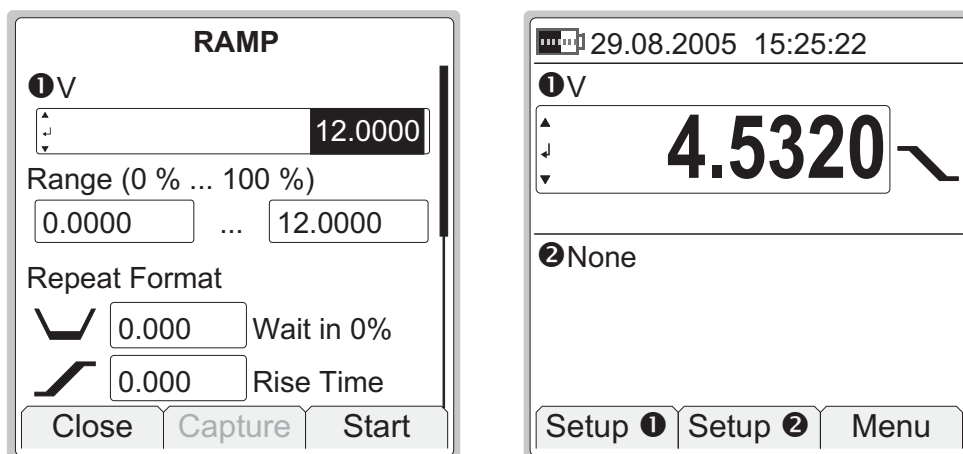 RAMP
❶V
12.0000
Range (0 % ... 100 %)
0.0000 ... 12.0000
Repeat Format
0.000 Wait in 0%
0.000 Rise Time
Close Capture Start
29.08.2005 15:25:22
❶V
4.5320
❷None
Setup ❶ Setup ❷ Menu